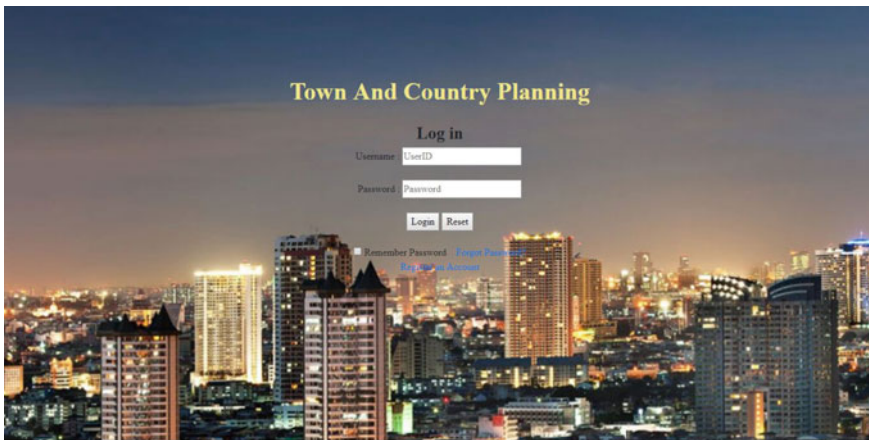 Town And Country Planning
Log in
Username : UserID
Password : Password
Login Reset
Remember Password . Forgot Password
Register an Account